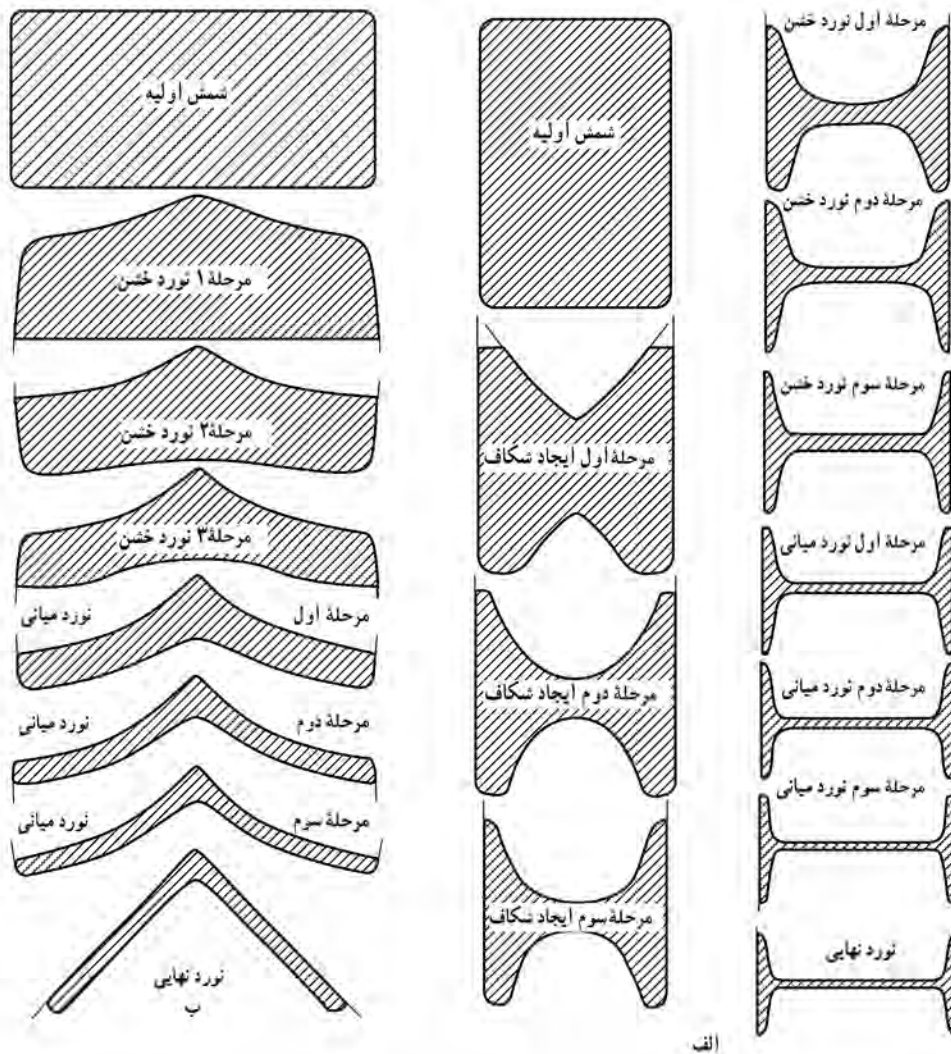 شمش اولیه
مرحلهٔ ۱ نورد خشن
مرحلهٔ ۲ نورد خشن
مرحلهٔ ۳ نورد خشن
مرحلهٔ اول نورد میانی
مرحلهٔ دوم نورد میانی
مرحلهٔ سوم نورد میانی
نورد نهایی
ب
شمش اولیه
مرحلهٔ اول ایجاد شکاف
مرحلهٔ دوم ایجاد شکاف
مرحلهٔ سوم ایجاد شکاف
مرحلهٔ اول نورد خشن
مرحلهٔ دوم نورد خشن
مرحلهٔ سوم نورد خشن
مرحلهٔ اول نورد میانی
مرحلهٔ دوم نورد میانی
مرحلهٔ سوم نورد میانی
نورد نهایی
الف